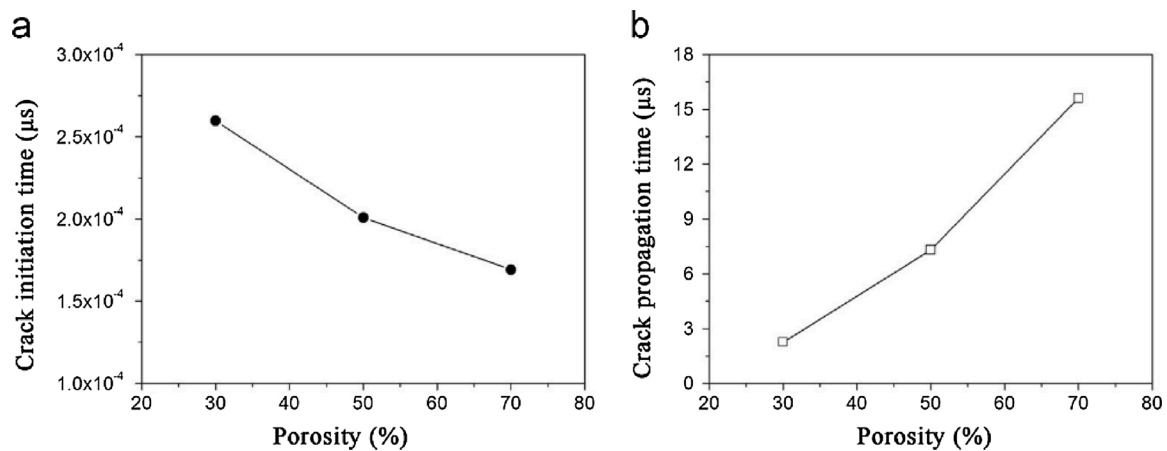 a
3.0x10⁻⁴
2.5x10⁻⁴
2.0x10⁻⁴
1.5x10⁻⁴
1.0x10⁻⁴
Crack initiation time (μs)
20 30 40 50 60 70 80
Porosity (%)
b
18
15
12
9
6
3
0
Crack propagation time (μs)
20 30 40 50 60 70 80
Porosity (%)